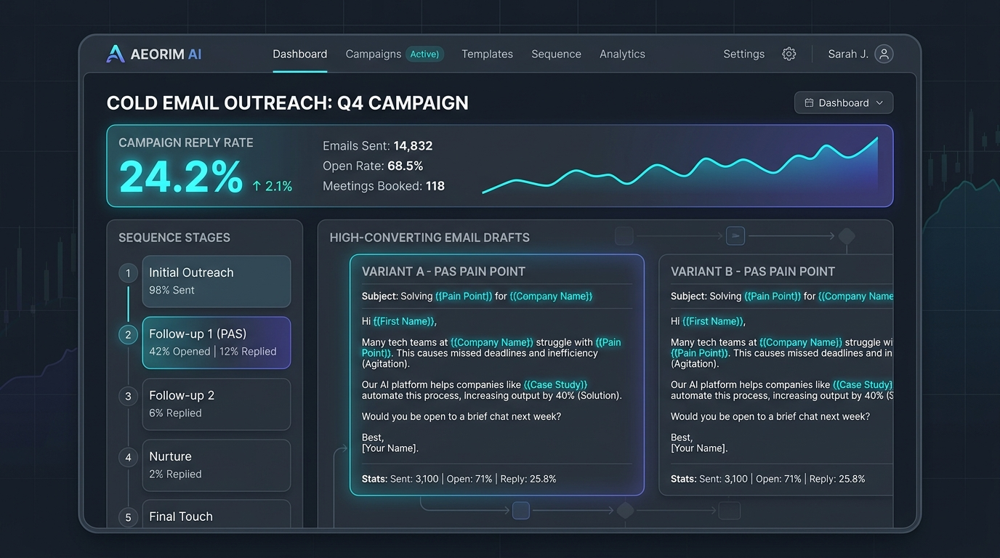 AEORIM AI
Dashboard
Campaigns
Active)
Templates
Sequence
Analytics
Settings
Sarah J.
COLD EMAIL OUTREACH: Q4 CAMPAIGN
Dashboard
CAMPAIGN REPLY RATE
24.2% ↑ 2.1%
Emails Sent: 14,832
Open Rate: 68.5%
Meetings Booked: 118
SEQUENCE STAGES
1
Initial Outreach
98% Sent
2
Follow-up 1 (PAS)
42% Opened | 12% Replied
3
Follow-up 2
6% Replied
4
Nurture
2% Replied
5
Final Touch
HIGH-CONVERTING EMAIL DRAFTS
VARIANT A - PAS PAIN POINT
Subject: Solving {{Pain Point}} for {{Company Name}}
Hi {{First Name}},
Many tech teams at {{Company Name}} struggle with {{Pain
Point}}. This causes missed deadlines and inefficiency
(Agitation).
Our AI platform helps companies like {{Case Study}}
automate this process, Increasing output by 40% (Solution).
Would you be open to a brief chat next week?
Best,
[Your Name].
Stats: Sent: 3,100 | Open: 71% | Reply: 25.8%
VARIANT B - PAS PAIN POINT
Subject: Solving {{Pain Point}} for {{Company Name
Hi {{First Name}},
Many tech teams at {{Company Name}} struggle wi
{{Pain Point}}. This causes missed deadlines and in
(Agitation).
Our AI platform helps companies like {{Case Study}
automate this process, increasing output by 40% (S
Would you be open to a brief chat next week?
Best,
[Your Name].
Stats: Sent: 3,100 | Open: 71% | Reply: 25.8%